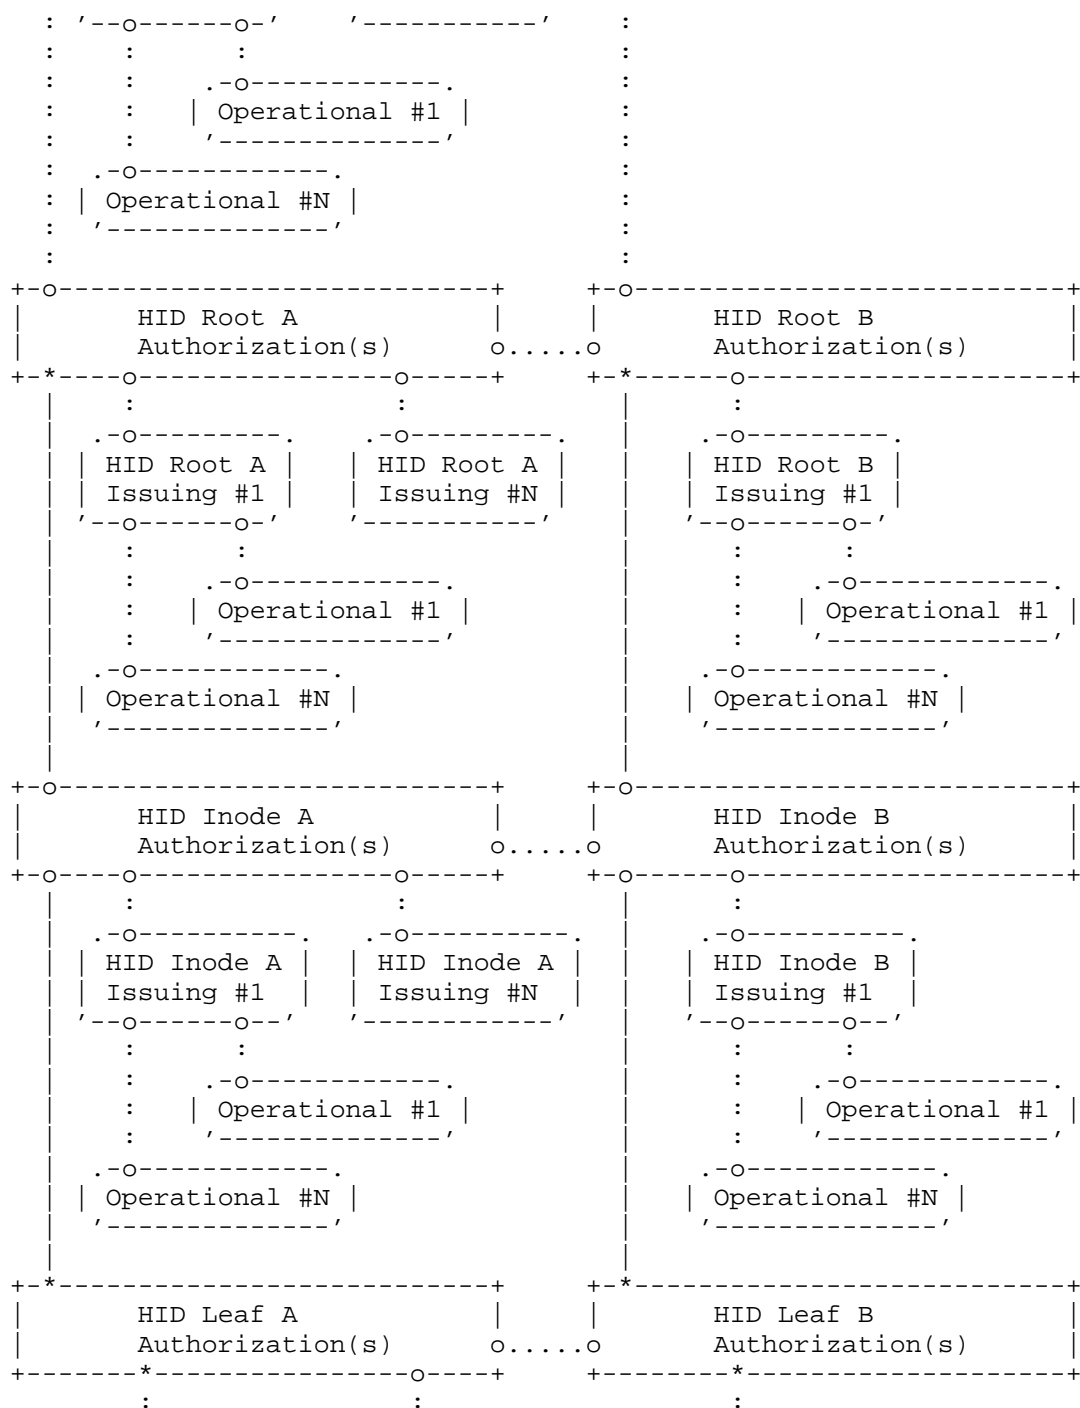 Operational #1
Operational #N
HID Root A HID Root B
Authorization(s) Authorization(s)
HID Root A HID Root A HID Root B
Issuing #1 Issuing #N Issuing #1
Operational #1 Operational #1
Operational #N Operational #N
HID Inode A HID Inode B
Authorization(s) Authorization(s)
HID Inode A HID Inode A HID Inode B
Issuing #1 Issuing #N Issuing #1
Operational #1 Operational #1
Operational #N Operational #N
HID Leaf A HID Leaf B
Authorization(s) Authorization(s)